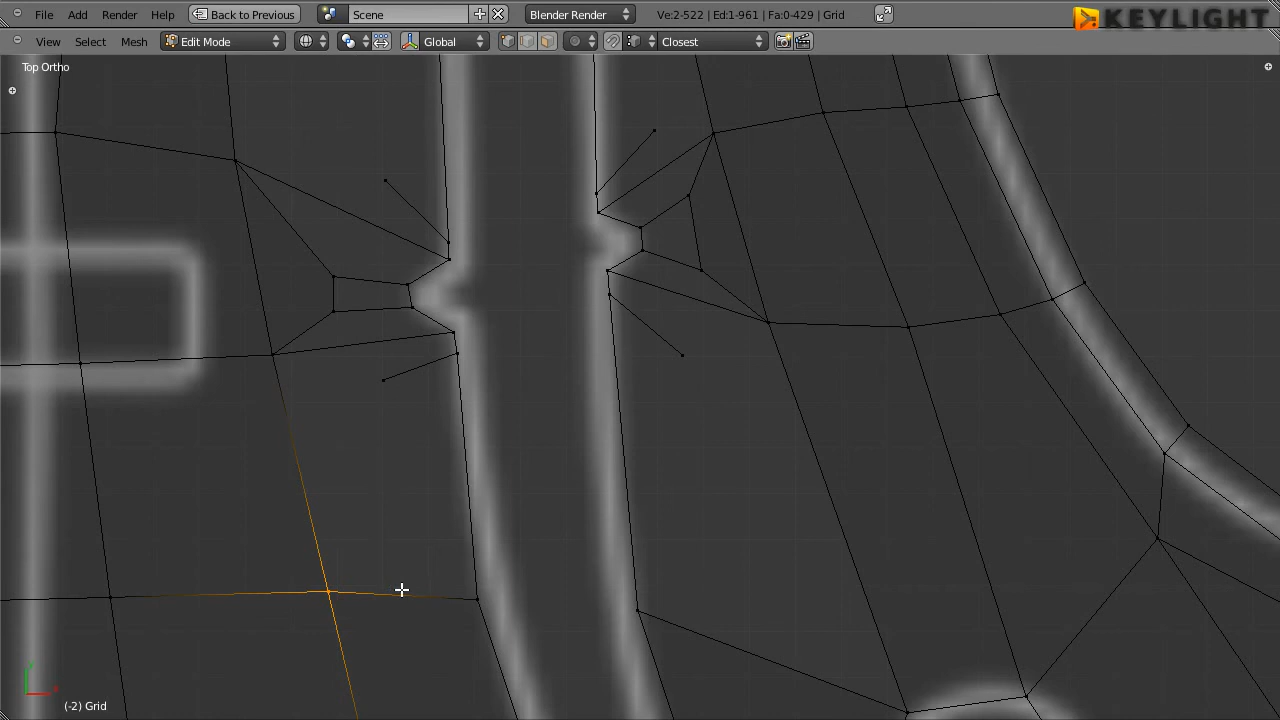 File Add Render Help Back to Previous Scene Blender Render Ve:2-522 | Ed:1-961 | Fa:0-429 | Grid KEYLIGHT
View Select Mesh Edit Mode Global Closest
Top Ortho
(-2) Grid